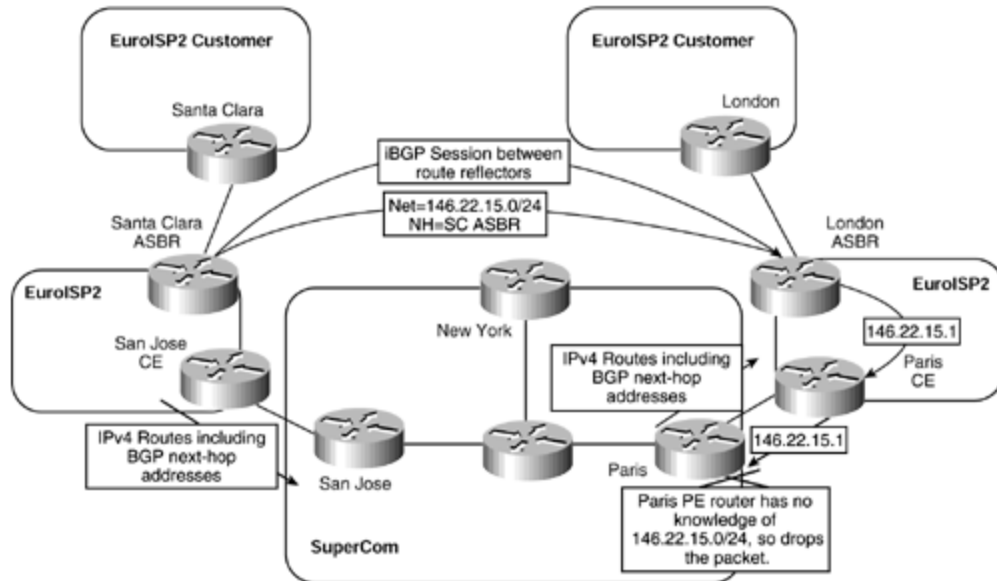 EuroISP2 Customer
EuroISP2 Customer
Santa Clara
London
iBGP Session between
route reflectors
Net=146.22.15.0/24
NH=SC ASBR
Santa Clara
ASBR
London
ASBR
EuroISP2
EuroISP2
New York
146.22.15.1
San Jose
CE
IPv4 Routes including
BGP next-hop
addresses
Paris
CE
IPv4 Routes including
BGP next-hop
addresses
San Jose
Paris
146.22.15.1
Paris PE router has no
knowledge of
146.22.15.0/24, so drops
the packet.
SuperCom